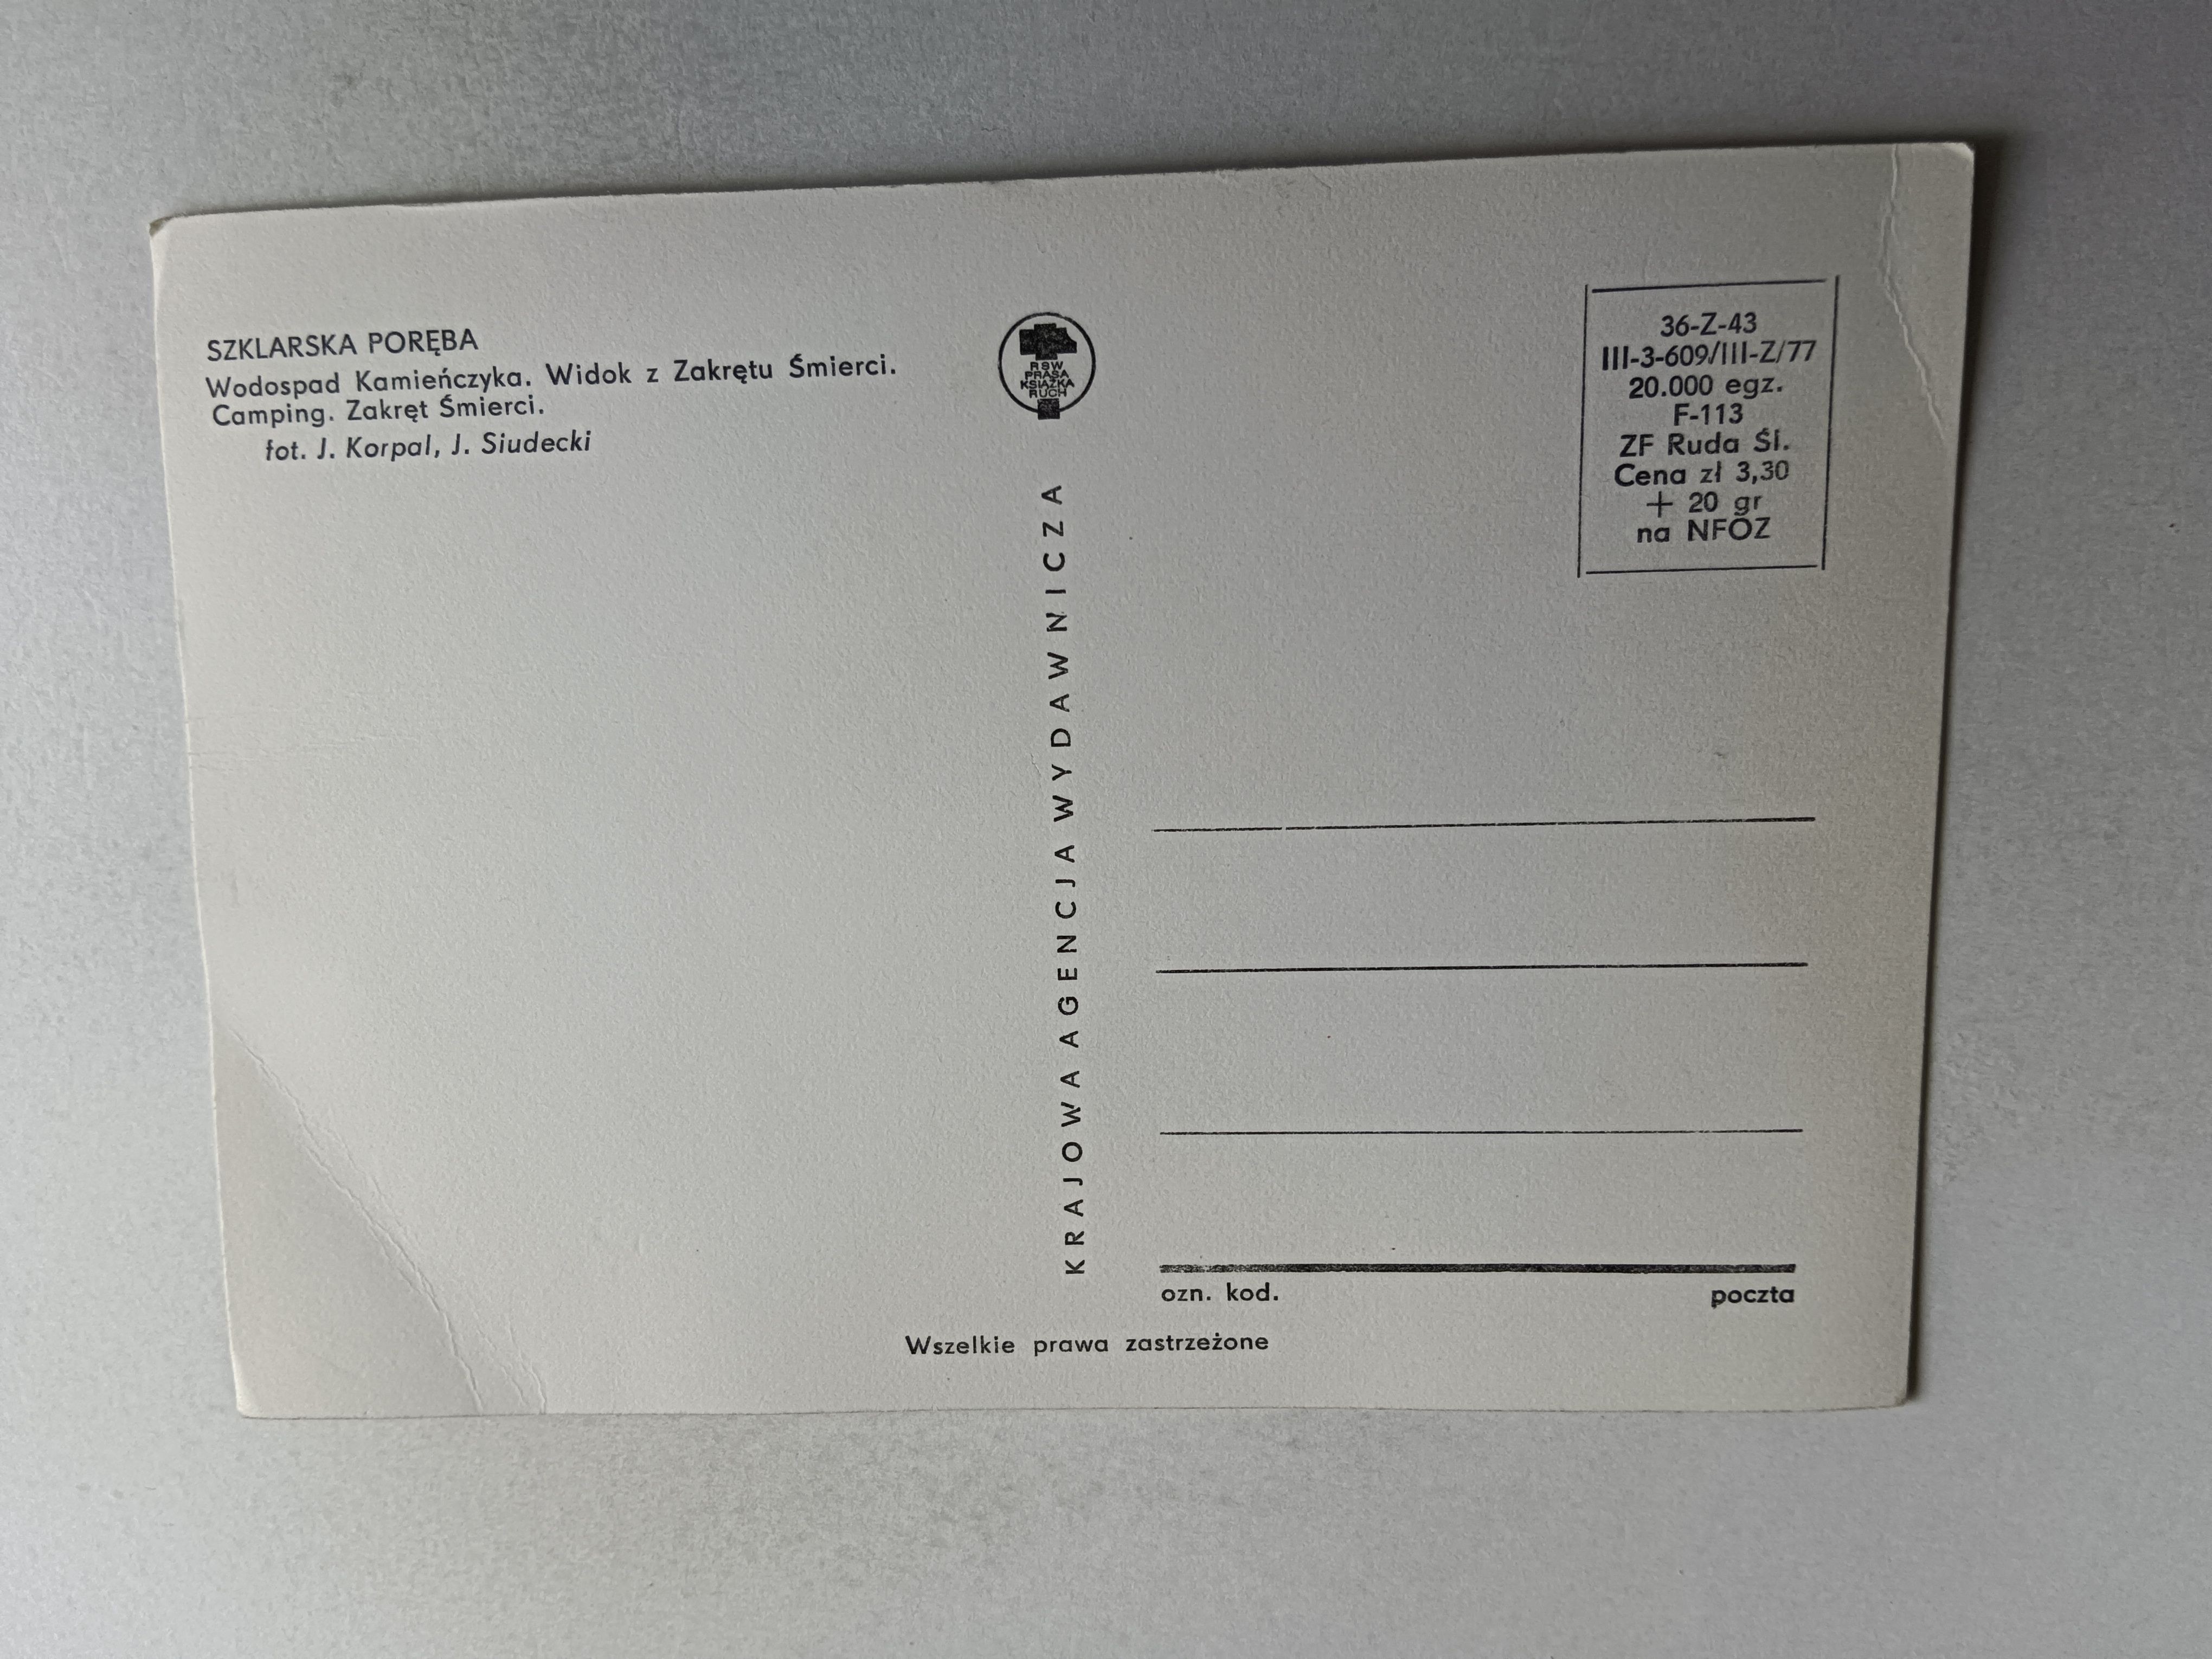 SZKLARSKA PORĘBA
Wodospad Kamieńczyka. Widok z Zakrętu Śmierci.
Camping. Zakręt Śmierci.
fot. J. Korpal, J. Siudecki
RSW
PRASA
KSIĄŻKA
RUCH
KRAJOWA AGENCJA WYDAWNICZA
36-Z-43
III-3-609/III-Z/77
20.000 egz.
F-113
ZF Ruda Śl.
Cena zł 3,30
+ 20 gr
na NFOZ
ozn. kod. poczta
Wszelkie prawa zastrzeżone